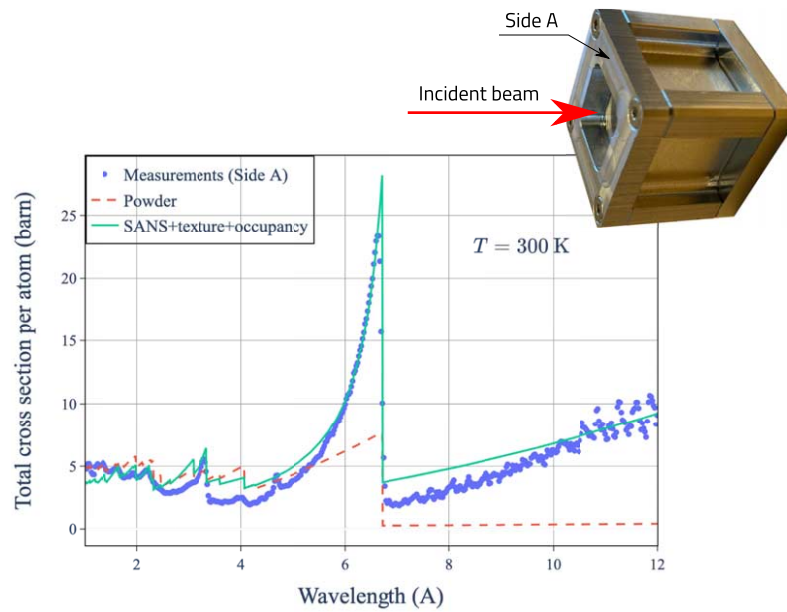 Side A
Incident beam
Measurements (Side A)
Powder
SANS+texture+occupancy
T = 300 K
Total cross section per atom (barn)
25
20
15
10
5
0
2
4
6
8
10
12
Wavelength (A)